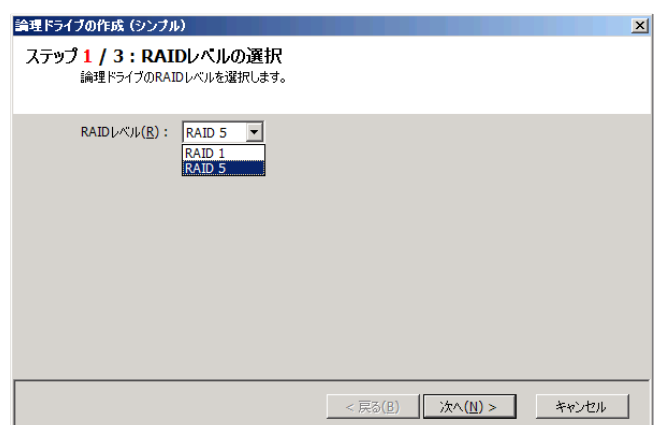 論理ドライブの作成 (シンプル)
ステップ 1 / 3 : RAIDレベルの選択
論理ドライブのRAIDレベルを選択します。
RAIDレベル(R) : RAID 5
RAID 1
RAID 5
< 戻る(B) 次へ(N) > キャンセル